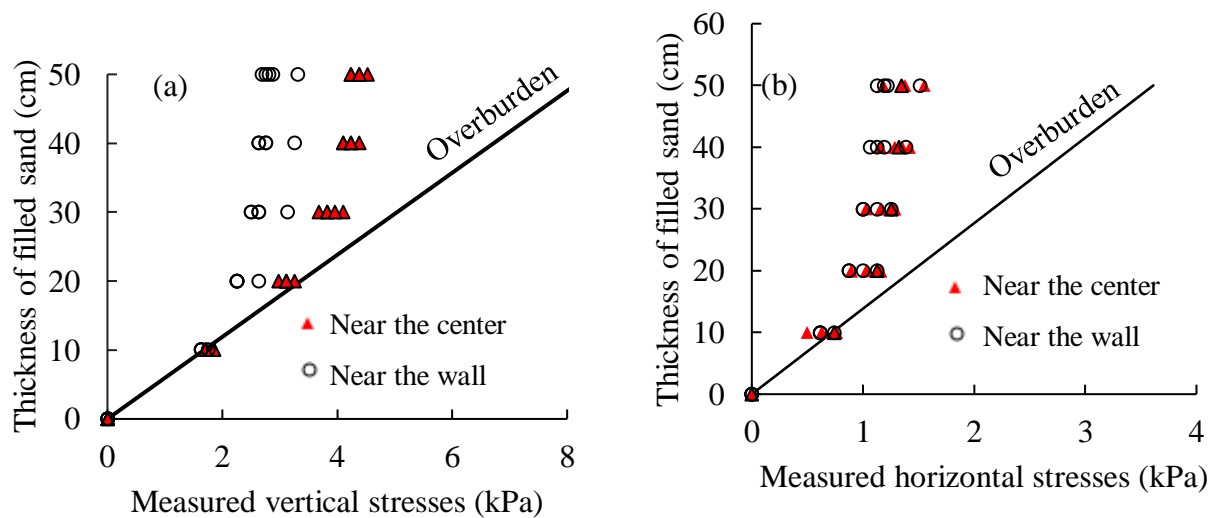 Thickness of filled sand (cm)
50
40
30
20
10
0
(a)
Overburden
Near the center
Near the wall
0 2 4 6 8
Measured vertical stresses (kPa)
Thickness of filled sand (cm)
60
50
40
30
20
10
0
(b)
Overburden
Near the center
Near the wall
0 1 2 3 4
Measured horizontal stresses (kPa)